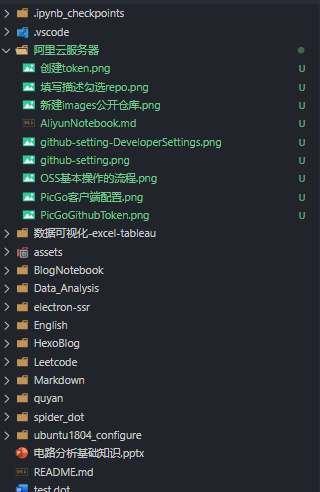 .ipynb_checkpoints
.vscode
阿里云服务器
创建token.png U
填写描述勾选repo.png U
新建images公开仓库.png U
AliyunNotebook.md U
github-setting-DeveloperSettings.png U
github-setting.png U
OSS基本操作的流程.png U
PicGo客户端配置.png U
PicGoGithubToken.png U
数据可视化-excel-tableau
assets
BlogNotebook
Data_Analysis
electron-ssr
English
HexoBlog
Leetcode
Markdown
quyan
spider_dot
ubuntu1804_configure
电路分析基础知识.pptx
README.md
test.dot